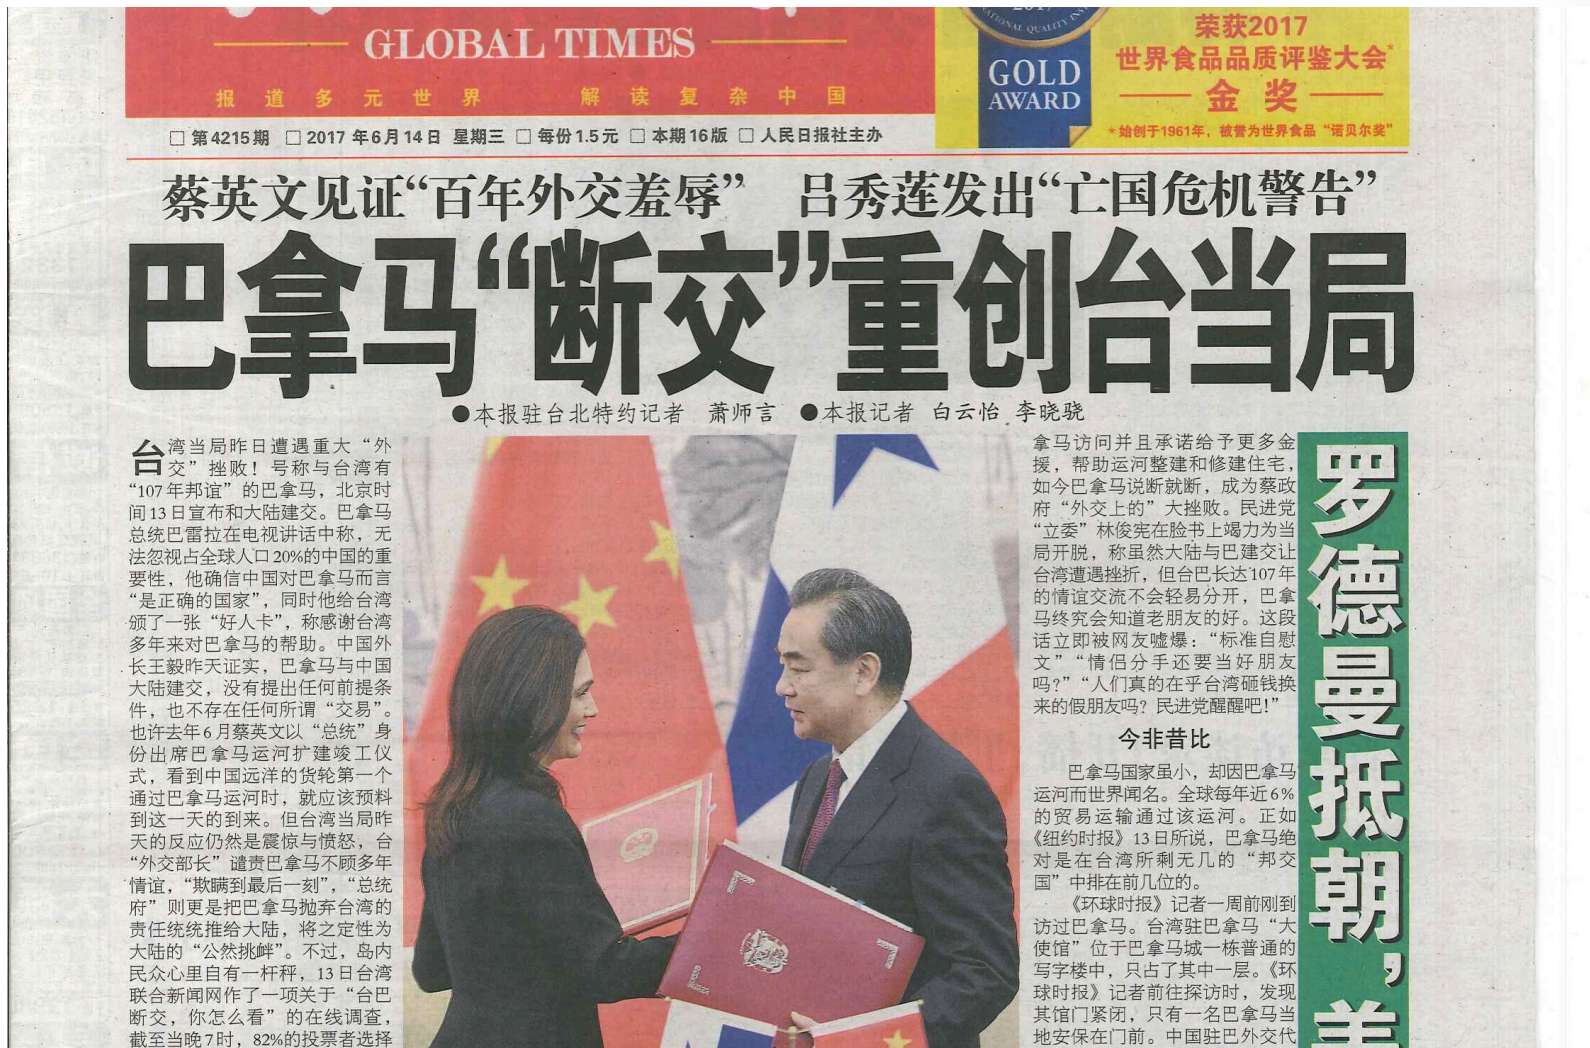 GLOBAL TIMES
报道多元世界 解读复杂中国
GOLD
AWARD
荣获2017
世界食品品质评鉴大会*
金奖
*始创于1961年，被誉为世界食品“诺贝尔奖”
□ 第4215期 □ 2017年6月14日 星期三 □ 每份1.5元 □ 本期16版 □ 人民日报社主办
蔡英文见证“百年外交羞辱” 吕秀莲发出“亡国危机警告”
巴拿马“断交”重创台当局
●本报驻台北特约记者 萧师言 ●本报记者 白云怡 李晓骁
台湾当局昨日遭遇重大“外
交”挫败！号称与台湾有
“107年邦谊”的巴拿马，北京时
间13日宣布和大陆建交。巴拿马
总统巴雷拉在电视讲话中称，无
法忽视占全球人口20%的中国的重
要性，他确信中国对巴拿马而言
“是正确的国家”，同时他给台湾
颁了一张“好人卡”，称感谢台湾
多年来对巴拿马的帮助。中国外
长王毅昨天证实，巴拿马与中国
大陆建交，没有提出任何前提条
件，也不存在任何所谓“交易”。
也许去年6月蔡英文以“总统”身
份出席巴拿马运河扩建竣工仪
式，看到中国远洋的货轮第一个
通过巴拿马运河时，就应该预料
到这一天的到来。但台湾当局昨
天的反应仍然是震惊与愤怒，台
“外交部长”谴责巴拿马不顾多年
情谊，“欺瞒到最后一刻”，“总统
府”则更是把巴拿马抛弃台湾的
责任统统推给大陆，将之定性为
大陆的“公然挑衅”。不过，岛内
民众心里自有一杆秤，13日台湾
联合新闻网作了一项关于“台巴
断交，你怎么看”的在线调查，
截至当晚7时，82%的投票者选择
拿马访问并且承诺给予更多金
援，帮助运河整建和修建住宅，
如今巴拿马说断就断，成为蔡政
府“外交上的”大挫败。民进党
“立委”林俊宪在脸书上竭力为当
局开脱，称虽然大陆与巴建交让
台湾遭遇挫折，但台巴长达107年
的情谊交流不会轻易分开，巴拿
马终究会知道老朋友的好。这段
话立即被网友嘘爆：“标准自慰
文”“情侣分手还要当好朋友
吗？”“人们真的在乎台湾砸钱换
来的假朋友吗？民进党醒醒吧！”
今非昔比
巴拿马国家虽小，却因巴拿马
运河而世界闻名。全球每年近6%
的贸易运输通过该运河。正如
《纽约时报》13日所说，巴拿马绝
对是在台湾所剩无几的“邦交
国”中排在前几位的。
《环球时报》记者一周前刚到
访过巴拿马。台湾驻巴拿马“大
使馆”位于巴拿马城一栋普通的
写字楼中，只占了其中一层。《环
球时报》记者前往探访时，发现
其馆门紧闭，只有一名巴拿马当
地安保在门前。中国驻巴外交代
罗德曼抵朝，